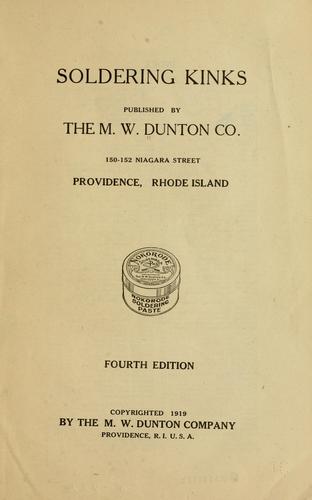 SOLDERING KINKS
PUBLISHED BY
THE M. W. DUNTON CO.
150-152 NIAGARA STREET
PROVIDENCE, RHODE ISLAND
NOKORODE
NOKORODE
SOLDERING
PASTE
FOURTH EDITION
COPYRIGHTED 1919
BY THE M. W. DUNTON COMPANY
PROVIDENCE, R. I. U. S. A.